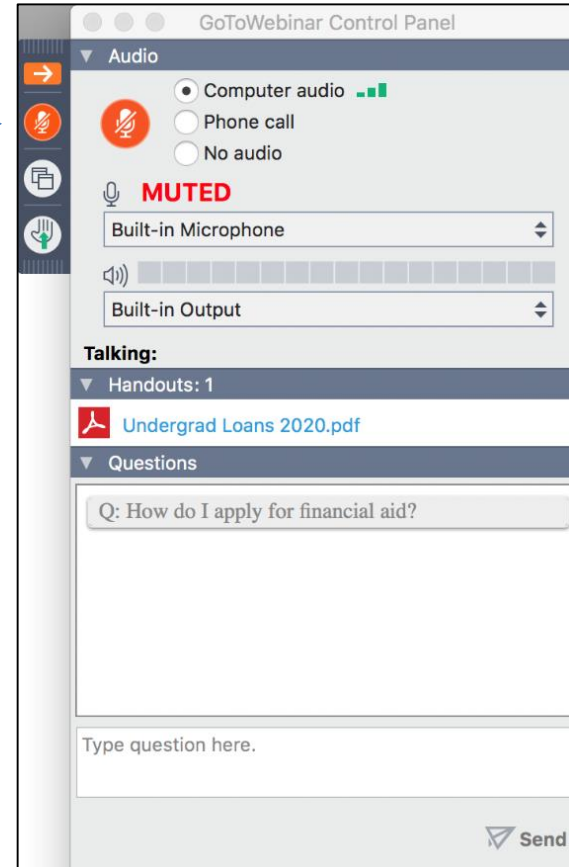 GoToWebinar Control Panel
Audio
Computer audio
Phone call
No audio
MUTED
Built-in Microphone
Built-in Output
Talking:
Handouts: 1
Undergrad Loans 2020.pdf
Questions
Q: How do I apply for financial aid?
Type question here.
Send